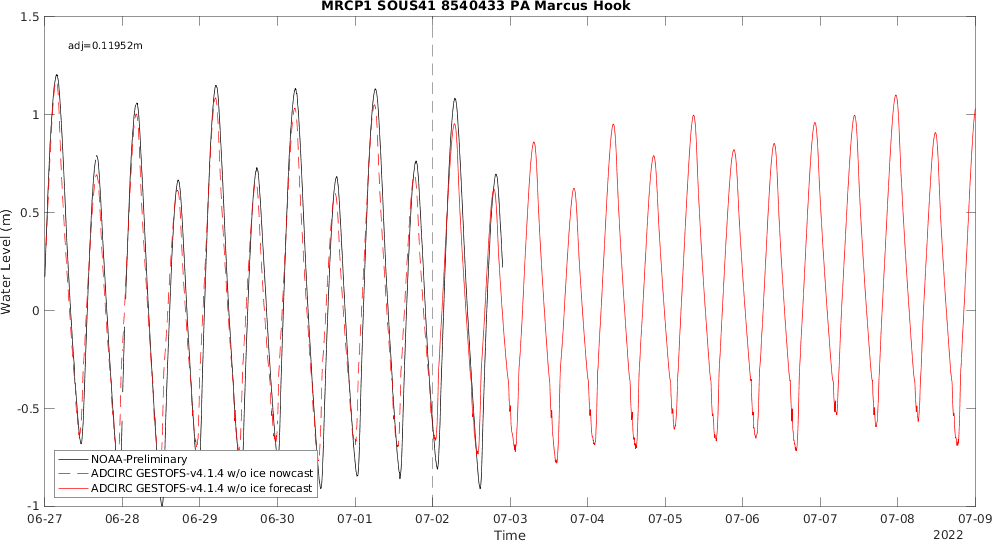 MRCP1 SOUS41 8540433 PA Marcus Hook
adj=0.11952m
Water Level (m)
1.5
1
0.5
0
-0.5
-1
NOAA-Preliminary
ADCIRC GESTOFS-v4.1.4 w/o ice nowcast
ADCIRC GESTOFS-v4.1.4 w/o ice forecast
06-27 06-28 06-29 06-30 07-01 07-02 07-03 07-04 07-05 07-06 07-07 07-08 07-09
Time
2022